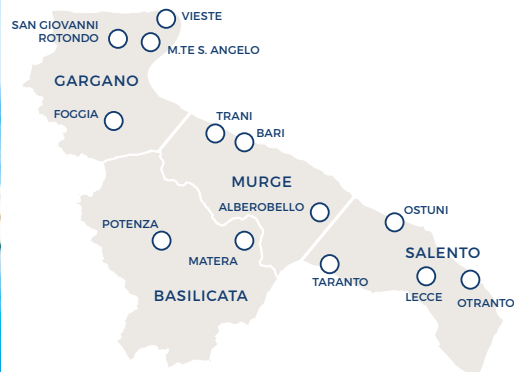 VIESTE
SAN GIOVANNI
ROTONDO
M.TE S. ANGELO
GARGANO
FOGGIA
TRANI
BARI
MURGE
ALBEROBELLO
OSTUNI
POTENZA
SALENTO
MATERA
TARANTO
BASILICATA
LECCE
OTRANTO